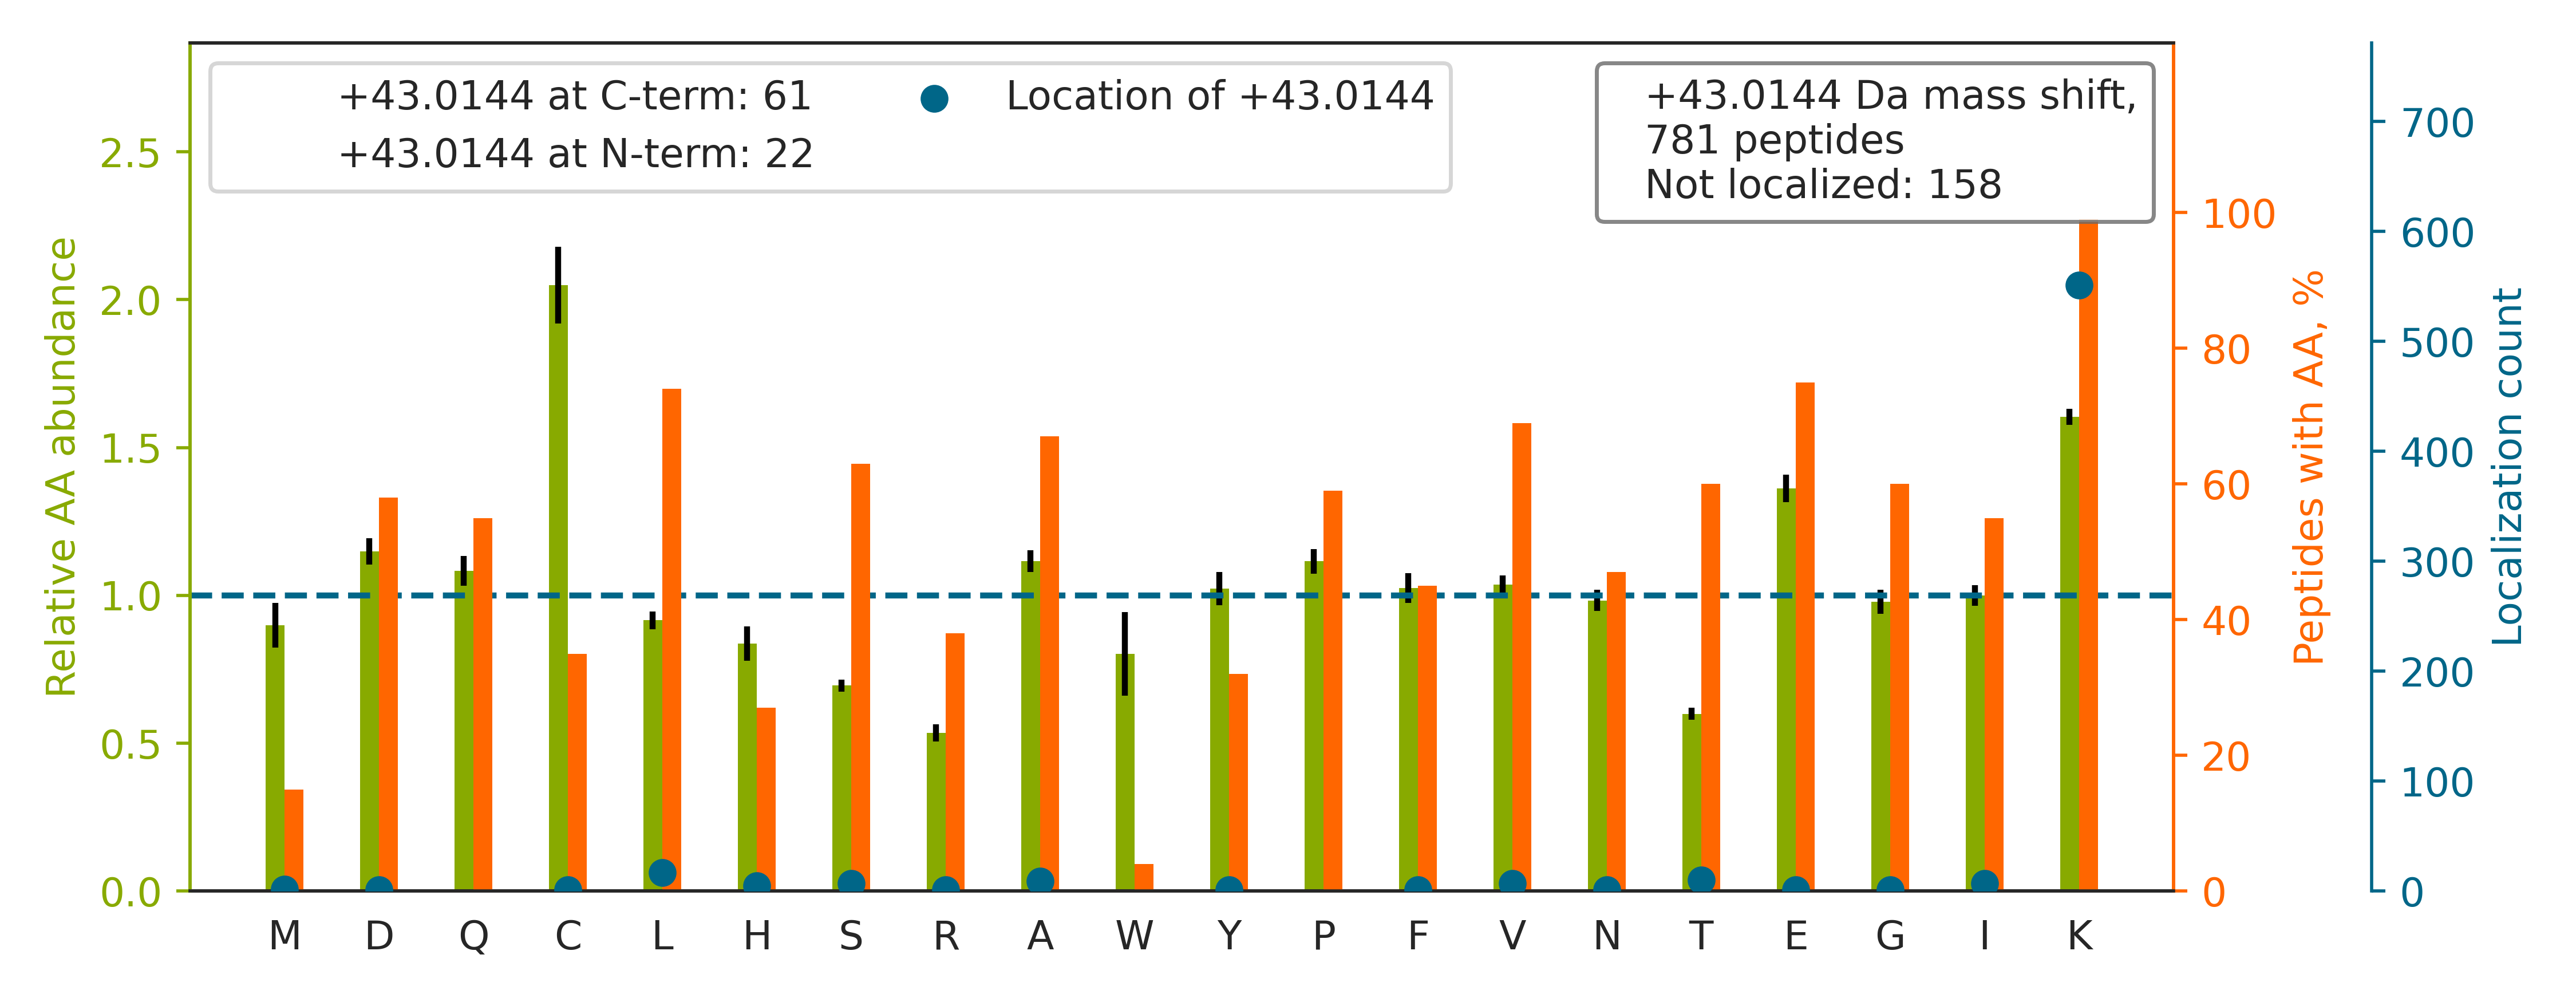 +43.0144 at C-term: 61
+43.0144 at N-term: 22
Location of +43.0144
+43.0144 Da mass shift,
781 peptides
Not localized: 158
Relative AA abundance
2.5
2.0
1.5
1.0
0.5
0.0
M D Q C L H S R A W Y P F V N T E G I K
100
80
60
40
20
0
Peptides with AA, %
700
600
500
400
300
200
100
0
Localization count